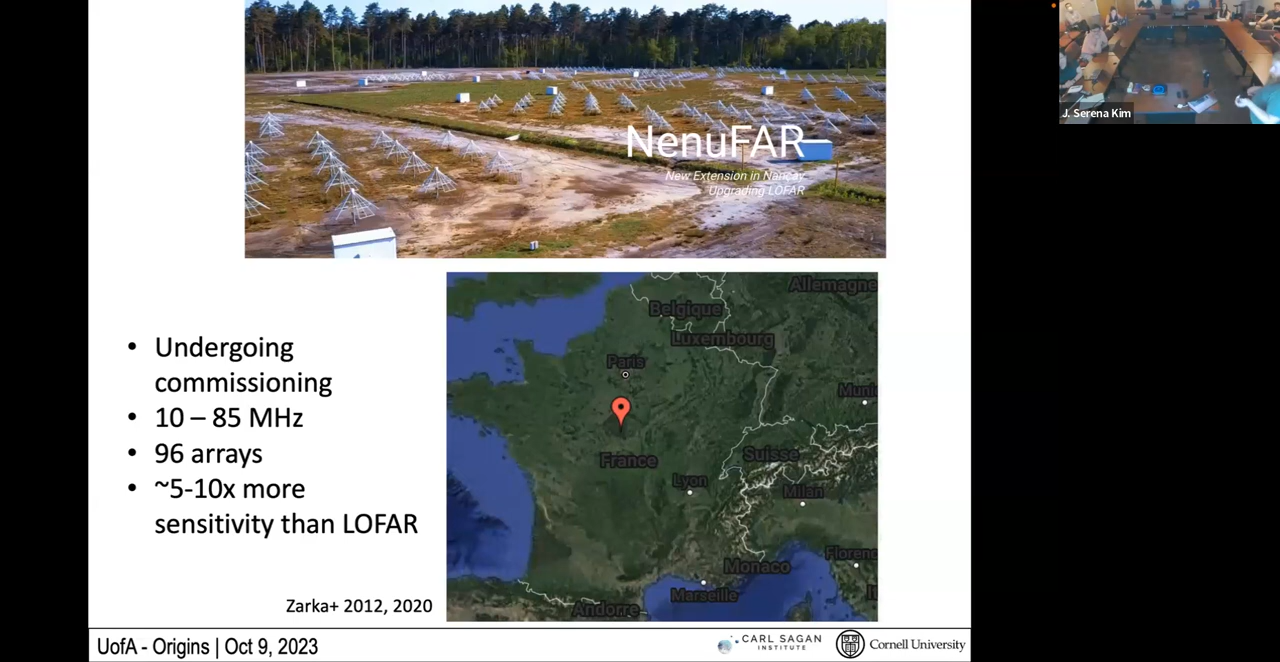 NenuFAR
New Extension in Nançay
Upgrading LOFAR
J. Serena Kim
• Undergoing
commissioning
• 10 – 85 MHz
• 96 arrays
• ~5-10x more
sensitivity than LOFAR
Zarka+ 2012, 2020
Allemagne
Belgique
Luxembourg
Paris
Muni
France
Suisse
Lyon
Milan
Florenc
Monaco
Marseille
Andorre
UofA - Origins | Oct 9, 2023
CARL SAGAN
INSTITUTE
Cornell University